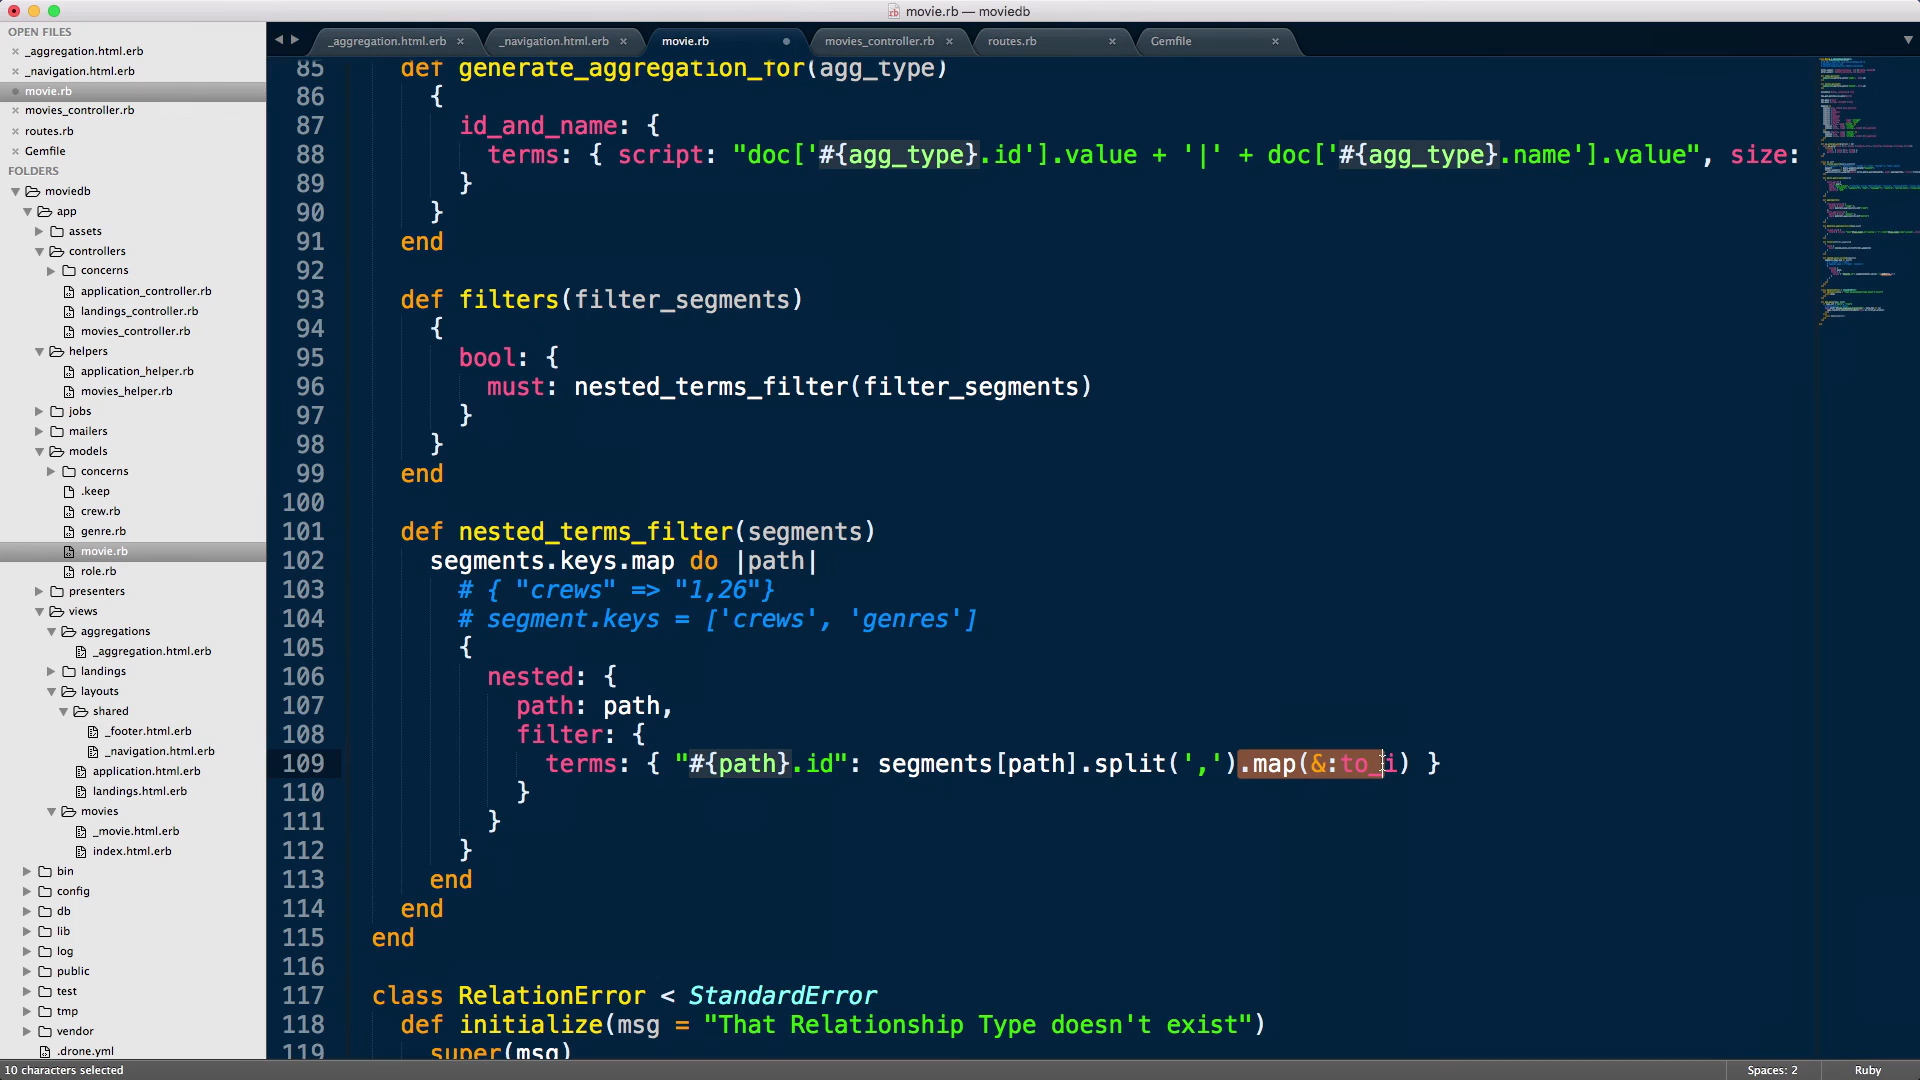 movie.rb — moviedb
OPEN FILES
_aggregation.html.erb
_navigation.html.erb
movie.rb
movies_controller.rb
routes.rb
Gemfile
FOLDERS
moviedb
app
assets
controllers
concerns
application_controller.rb
landings_controller.rb
movies_controller.rb
helpers
application_helper.rb
movies_helper.rb
jobs
mailers
models
concerns
.keep
crew.rb
genre.rb
movie.rb
role.rb
presenters
views
aggregations
_aggregation.html.erb
landings
layouts
shared
_footer.html.erb
_navigation.html.erb
application.html.erb
landings.html.erb
movies
_movie.html.erb
index.html.erb
bin
config
db
lib
log
public
test
tmp
vendor
.drone.yml
_aggregation.html.erb _navigation.html.erb movie.rb movies_controller.rb routes.rb Gemfile
85 def generate_aggregation_for(agg_type)
86 {
87 id_and_name: {
88 terms: { script: "doc['#{agg_type}.id'].value + '|' + doc['#{agg_type}.name'].value", size:
89 }
90 }
91 end
92
93 def filters(filter_segments)
94 {
95 bool: {
96 must: nested_terms_filter(filter_segments)
97 }
98 }
99 end
100
101 def nested_terms_filter(segments)
102 segments.keys.map do |path|
103 # { "crews" => "1,26"}
104 # segment.keys = ['crews', 'genres']
105 {
106 nested: {
107 path: path,
108 filter: {
109 terms: { "#{path}.id": segments[path].split(',').map(&:to_i) }
110 }
111 }
112 }
113 end
114 end
115 end
116
117 class RelationError < StandardError
118 def initialize(msg = "That Relationship Type doesn't exist")
119 super(msg)
10 characters selected
Spaces: 2 Ruby